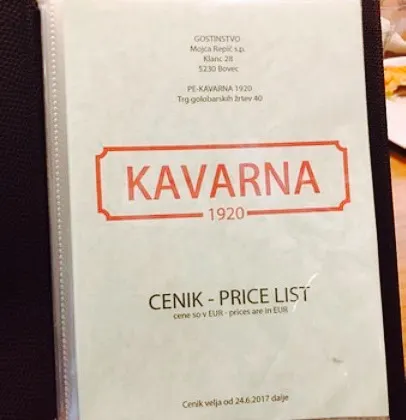 GOSTINSTVO
Mojca Repič s.p.
Klanc 28
5230 Bovec
PE-KAVARNA 1920
Trg golobarskih žrtev 40
KAVARNA
1920
CENIK - PRICE LIST
cene so v EUR - prices are in EUR
Cenik velja od 24.6.2017 dalje